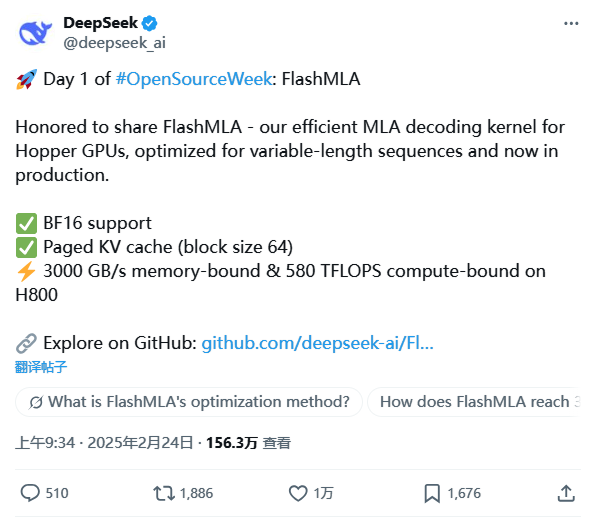 DeepSeek
@deepseek_ai
🚀 Day 1 of #OpenSourceWeek: FlashMLA
Honored to share FlashMLA - our efficient MLA decoding kernel for
Hopper GPUs, optimized for variable-length sequences and now in
production.
✅ BF16 support
✅ Paged KV cache (block size 64)
⚡ 3000 GB/s memory-bound & 580 TFLOPS compute-bound on
H800
🔗 Explore on GitHub: github.com/deepseek-ai/Fl...
翻译帖子
What is FlashMLA's optimization method? How does FlashMLA reach
上午9:34 · 2025年2月24日 · 156.3万 查看
510 1,886 1万 1,676